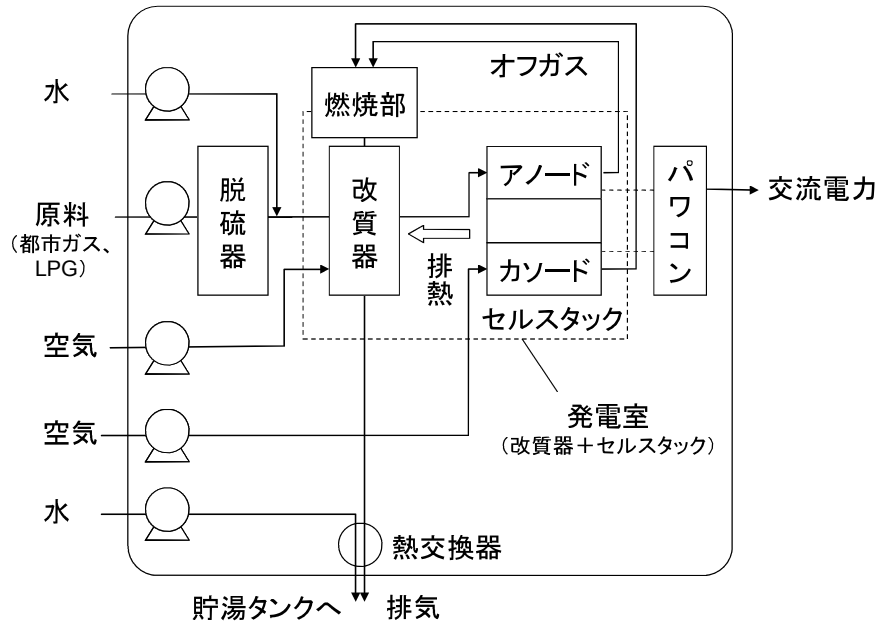 オフガス
水
燃焼部
脱硫器
改質器
アノード
パワコン
交流電力
原料
（都市ガス、
LPG）
排熱
カソード
セルスタック
空気
発電室
（改質器＋セルスタック）
空気
水
熱交換器
貯湯タンクへ
排気